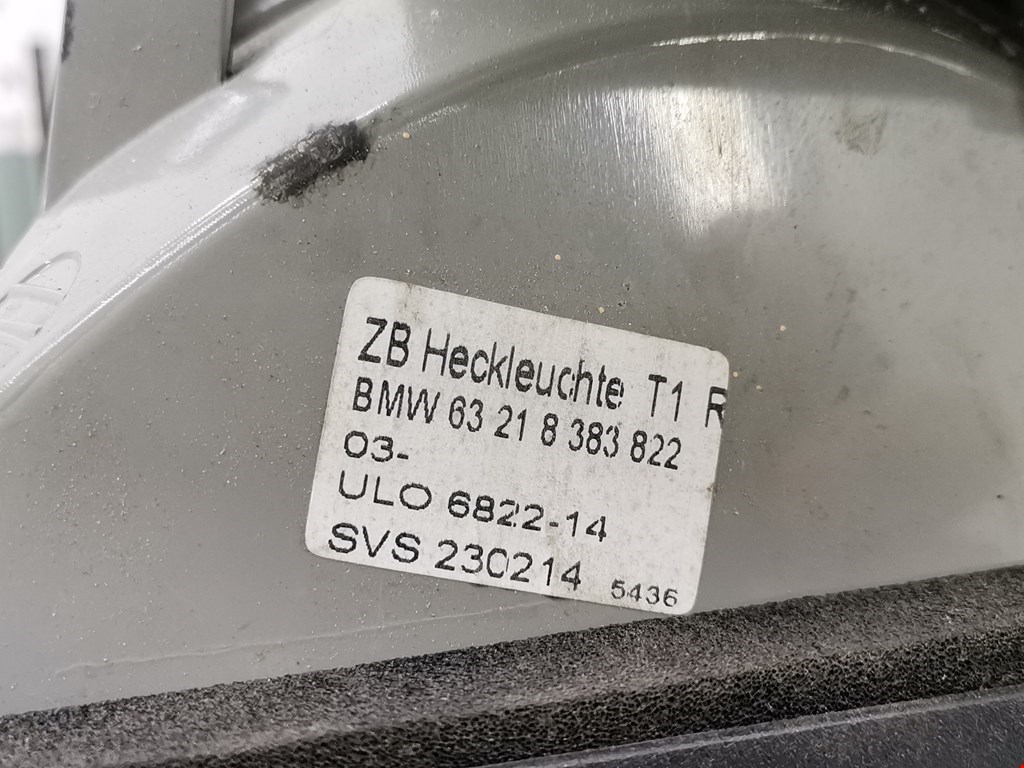 ZB Heckleuchte T1 R
BMW 63 21 8 383 822
03-
ULO 6822-14
SVS 230214 5436